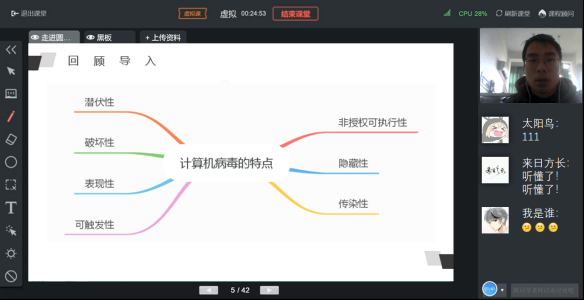 退出课堂
虚拟课
虚拟 00:24:53
结束课堂
CPU 28%
刷新课堂
课程顾问
走进圆...
黑板
+ 上传资料
回 顾 导 入
潜伏性
破坏性
表现性
可触发性
计算机病毒的特点
非授权可执行性
隐藏性
传染性
5 / 42
太阳鸟:
111
来日方长:
听懂了!
听懂了!
我是谁: